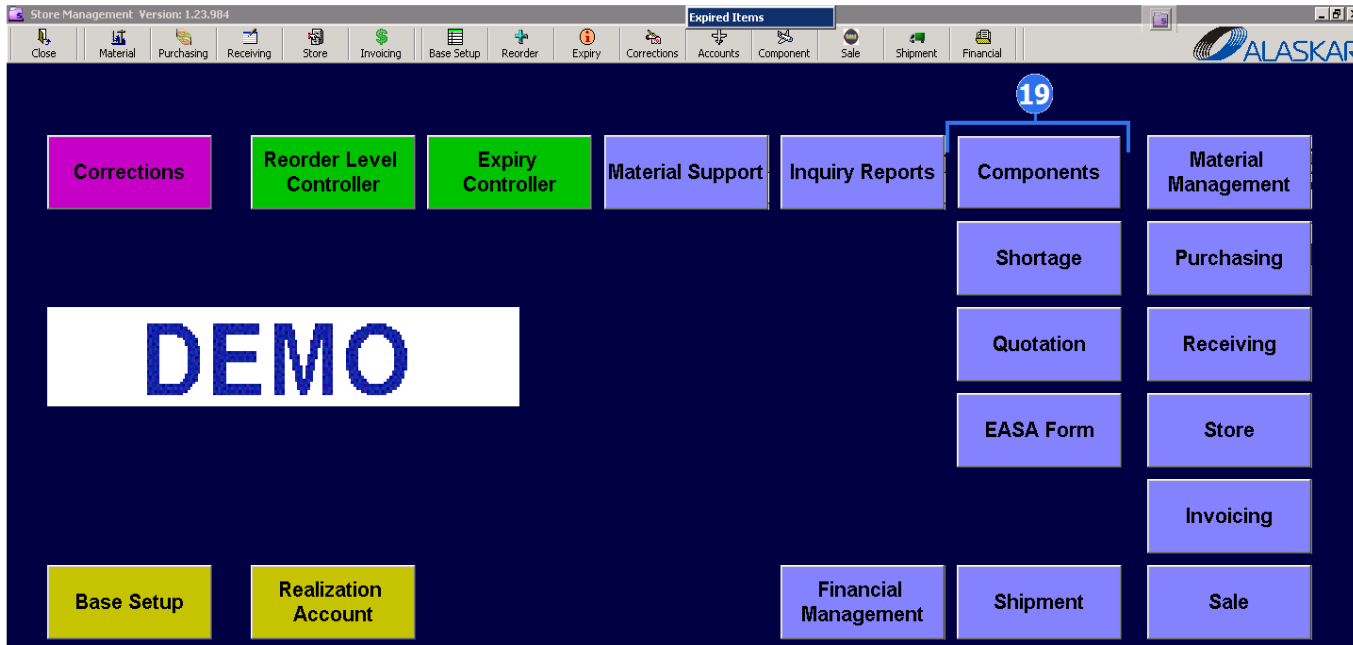 Store Management Version: 1.23.984
Expired Items
Close Material Purchasing Receiving Store Invoicing Base Setup Reorder Expiry Corrections Accounts Component Sale Shipment Financial
ALASKAR
19
Corrections
Reorder Level
Controller
Expiry
Controller
Material Support
Inquiry Reports
Components
Material
Management
Shortage
Purchasing
DEMO
Quotation
Receiving
EASA Form
Store
Invoicing
Base Setup
Realization
Account
Financial
Management
Shipment
Sale